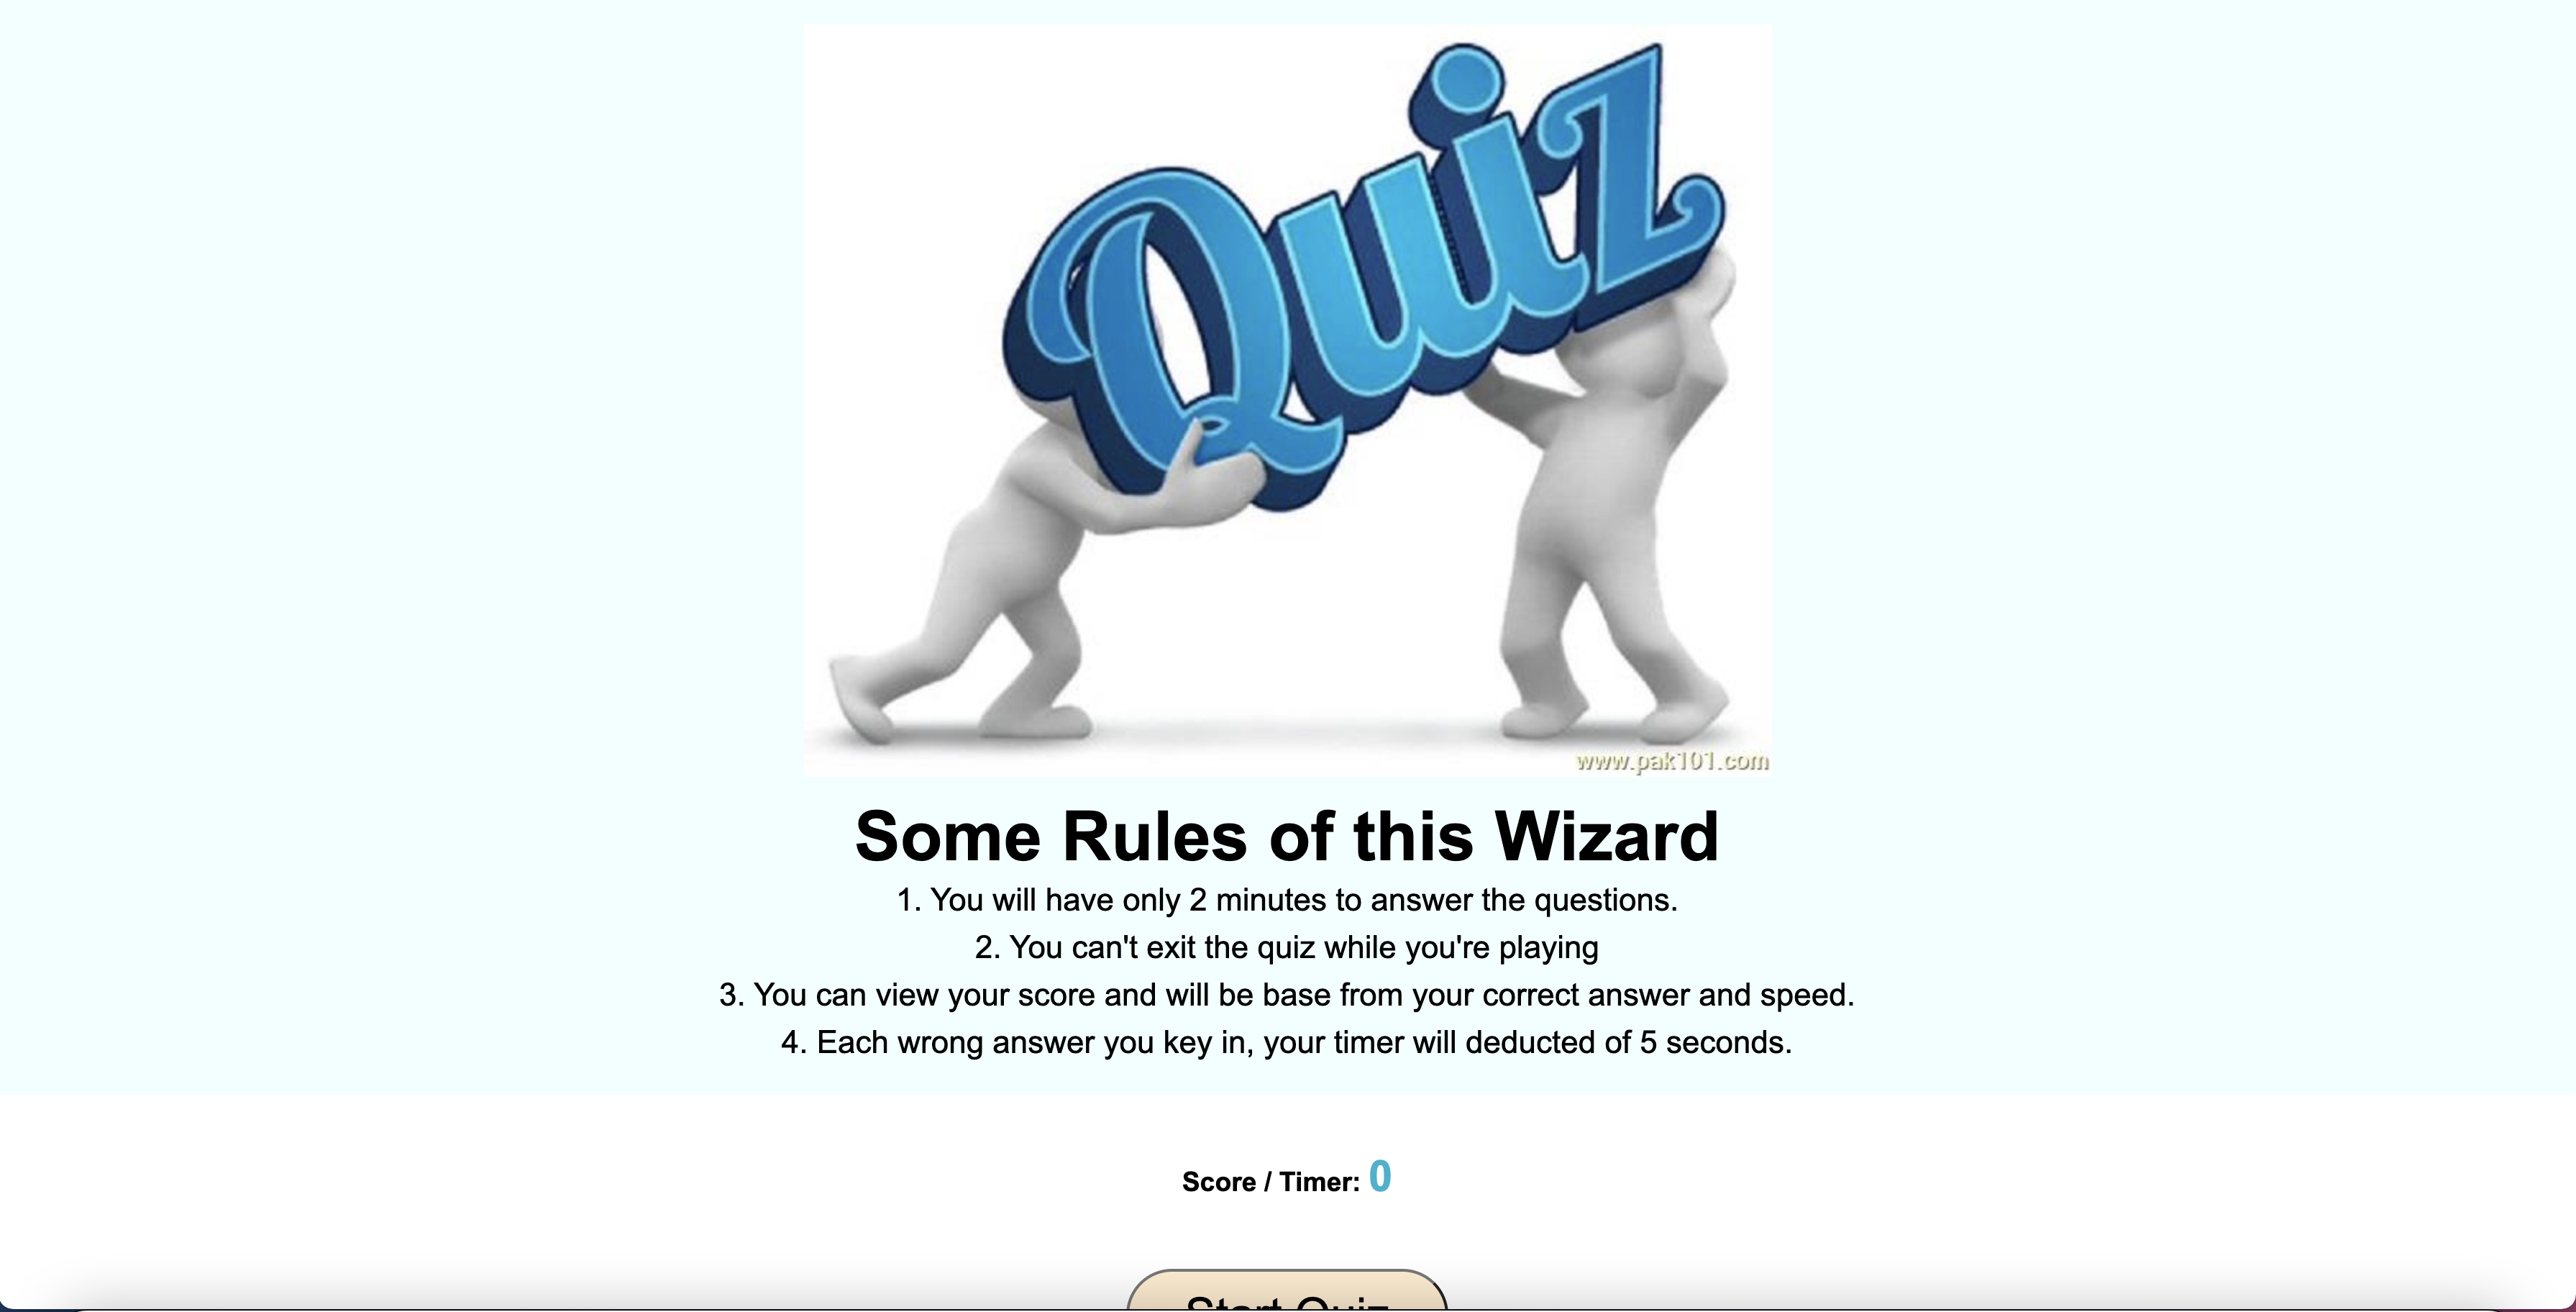 Quiz
www.pak101.com
Some Rules of this Wizard
1. You will have only 2 minutes to answer the questions.
2. You can't exit the quiz while you're playing
3. You can view your score and will be base from your correct answer and speed.
4. Each wrong answer you key in, your timer will deducted of 5 seconds.
Score / Timer: 0
Start Quiz